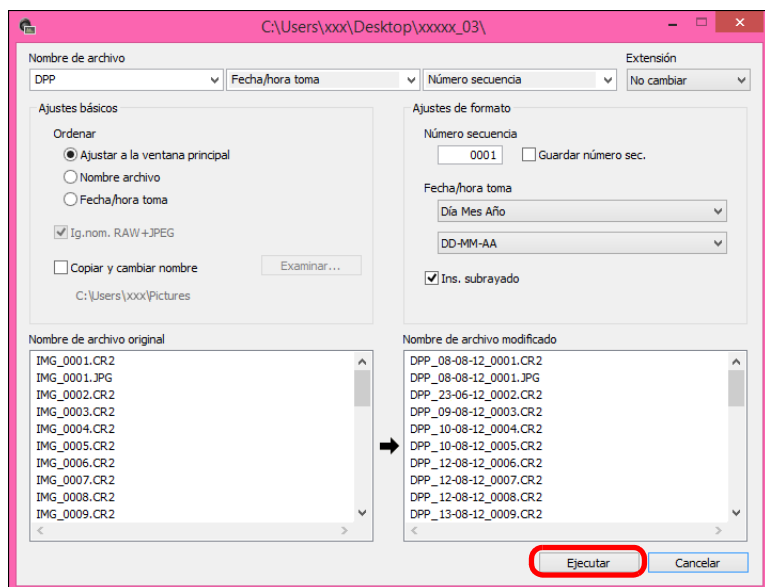 C:\Users\xxx\Desktop\xxxxx_03\
Nombre de archivo
Extensión
DPP
Fecha/hora toma
Número secuencia
No cambiar
Ajustes básicos
Ordenar
Ajustar a la ventana principal
Nombre archivo
Fecha/hora toma
Ig.nom. RAW+JPEG
Copiar y cambiar nombre
Examinar...
C:\Users\xxx\Pictures
Ajustes de formato
Número secuencia
0001
Guardar número sec.
Fecha/hora toma
Día Mes Año
DD-MM-AA
Ins. subrayado
Nombre de archivo original
IMG_0001.CR2
IMG_0001.JPG
IMG_0002.CR2
IMG_0003.CR2
IMG_0004.CR2
IMG_0005.CR2
IMG_0006.CR2
IMG_0007.CR2
IMG_0008.CR2
IMG_0009.CR2
Nombre de archivo modificado
DPP_08-08-12_0001.CR2
DPP_08-08-12_0001.JPG
DPP_23-06-12_0002.CR2
DPP_09-08-12_0003.CR2
DPP_10-08-12_0004.CR2
DPP_10-08-12_0005.CR2
DPP_12-08-12_0006.CR2
DPP_12-08-12_0007.CR2
DPP_12-08-12_0008.CR2
DPP_13-08-12_0009.CR2
Ejecutar
Cancelar